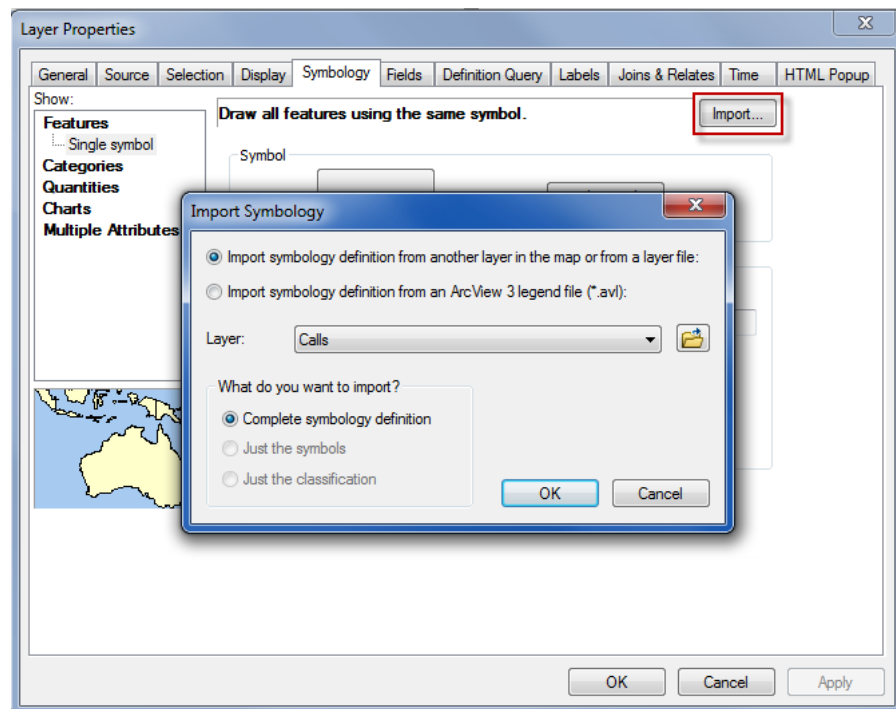 Layer Properties
General Source Selection Display Symbology Fields Definition Query Labels Joins & Relates Time HTML Popup
Show:
Features
Single symbol
Categories
Quantities
Charts
Multiple Attributes
Draw all features using the same symbol.
Import...
Symbol
Import Symbology
Import symbology definition from another layer in the map or from a layer file:
Import symbology definition from an ArcView 3 legend file (*.avl):
Layer:
Calls
What do you want to import?
Complete symbology definition
Just the symbols
Just the classification
OK Cancel
OK Cancel Apply